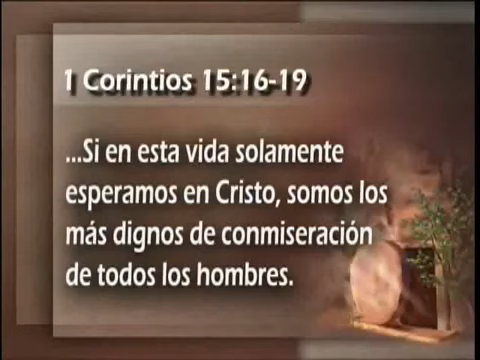 1 Corintios 15:16-19
...Si en esta vida solamente
esperamos en Cristo, somos los
más dignos de conmiseración
de todos los hombres.